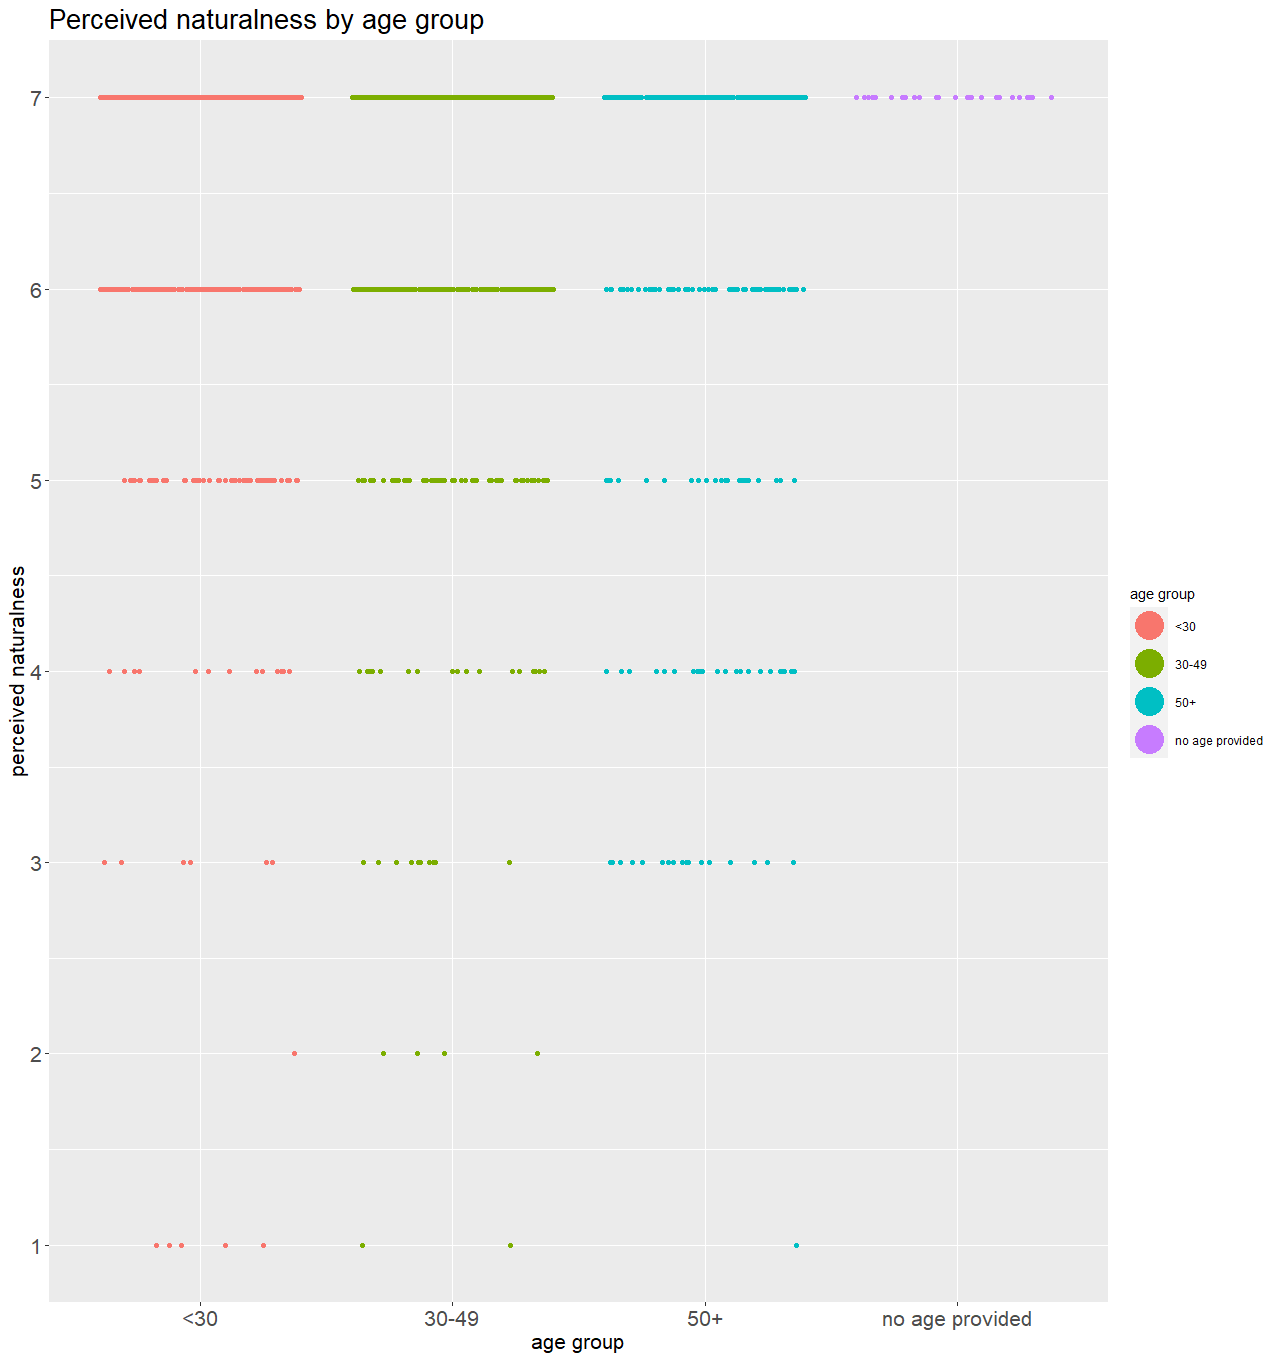 Perceived naturalness by age group
7
6
5
4
3
2
1
perceived naturalness
<30
30-49
50+
no age provided
age group
age group
<30
30-49
50+
no age provided